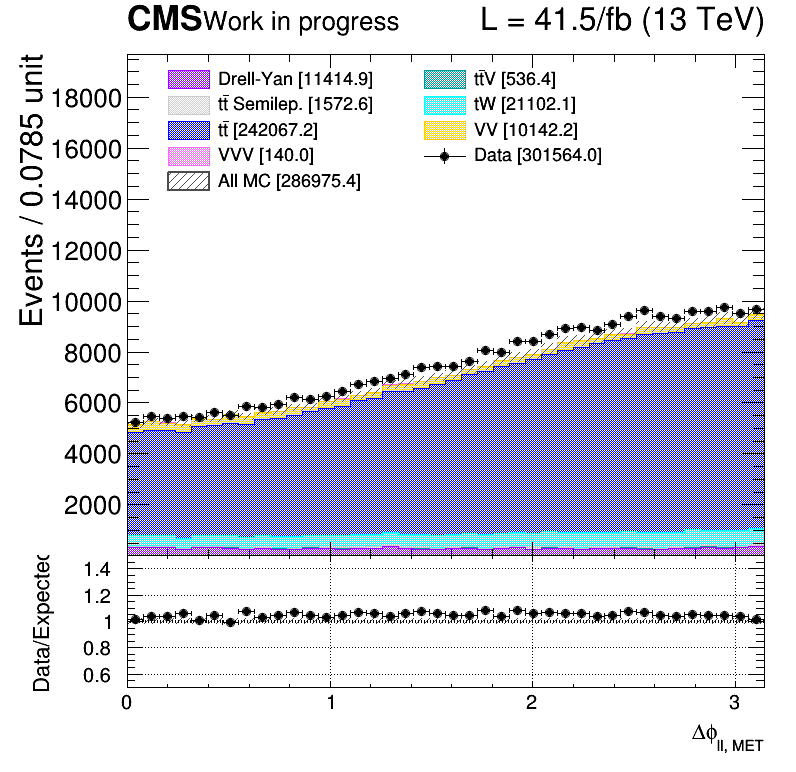 CMS Work in progress L = 41.5/fb (13 TeV)
Events / 0.0785 unit
18000
16000
14000
12000
10000
8000
6000
4000
2000
Drell-Yan [11414.9]
tt̄ Semilep. [1572.6]
tt̄ [242067.2]
VVV [140.0]
All MC [286975.4]
tt̄V [536.4]
tW [21102.1]
VV [10142.2]
Data [301564.0]
Data/Expected
1.4
1.2
1
0.8
0.6
0 1 2 3
Δϕll, MET